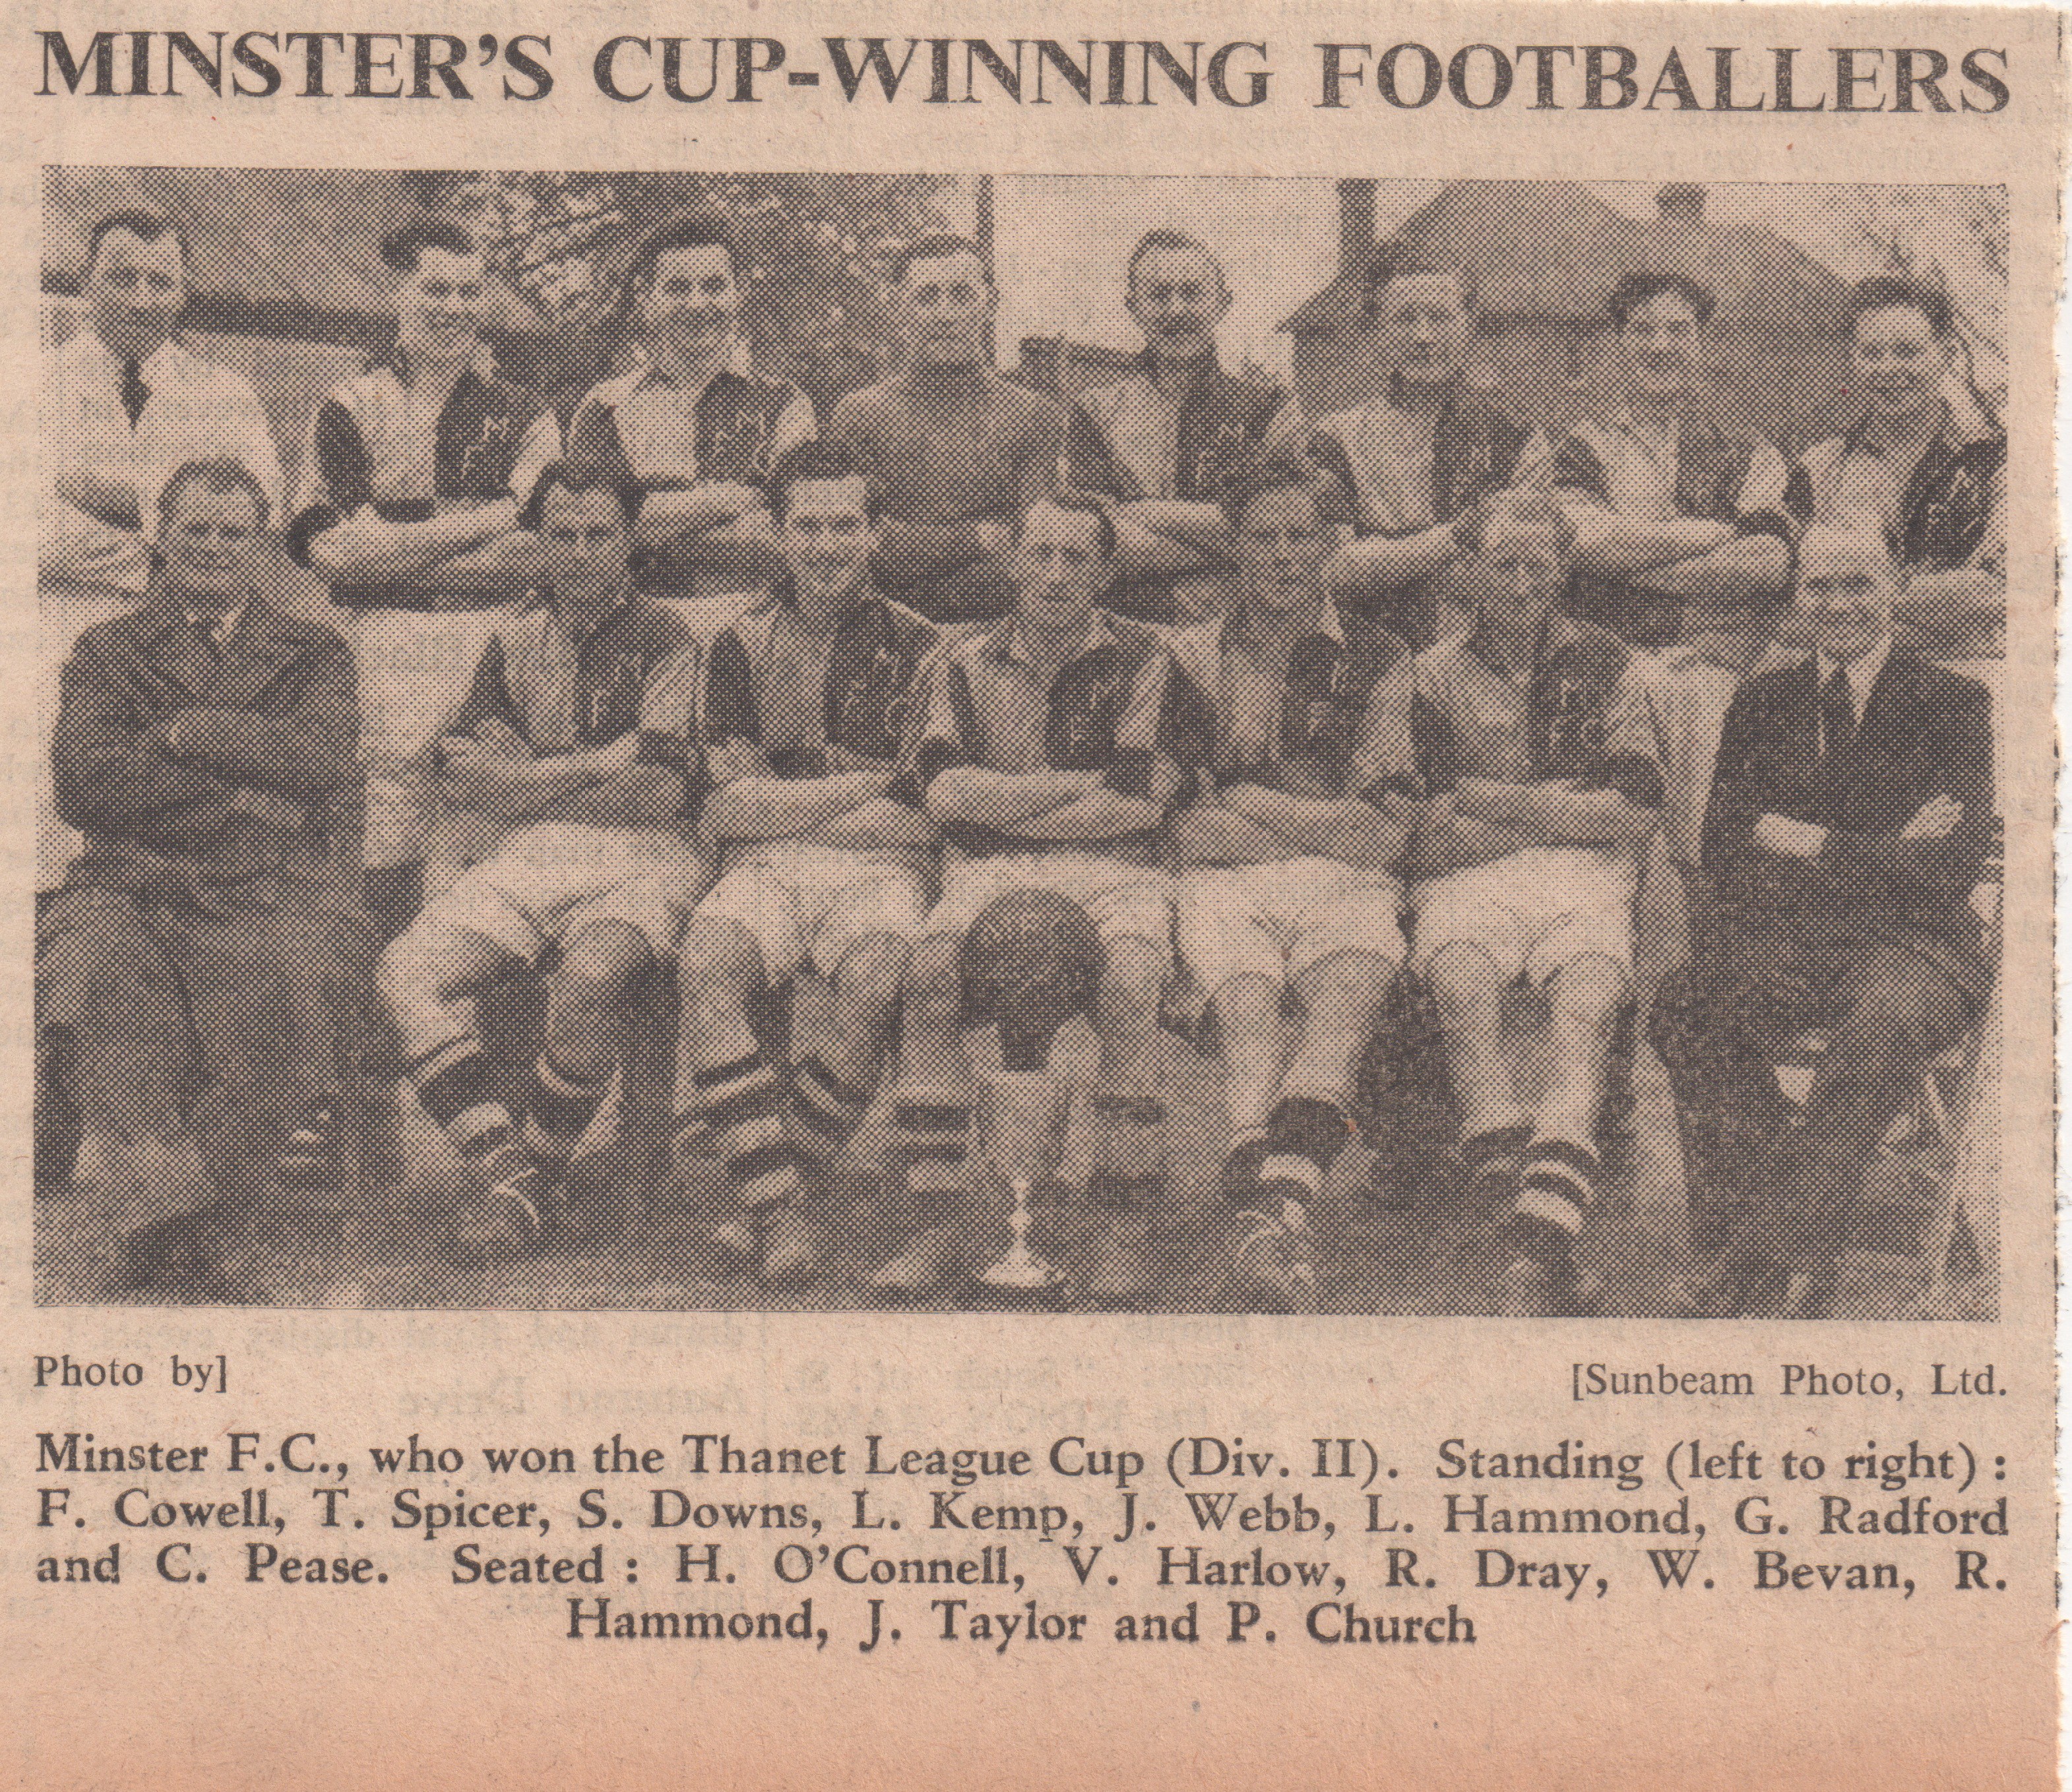 MINSTER'S CUP-WINNING FOOTBALLERS
Photo by] [Sunbeam Photo, Ltd.
Minster F.C., who won the Thanet League Cup (Div. II). Standing (left to right) :
F. Cowell, T. Spicer, S. Downs, L. Kemp, J. Webb, L. Hammond, G. Radford
and C. Pease. Seated : H. O'Connell, V. Harlow, R. Dray, W. Bevan, R.
Hammond, J. Taylor and P. Church